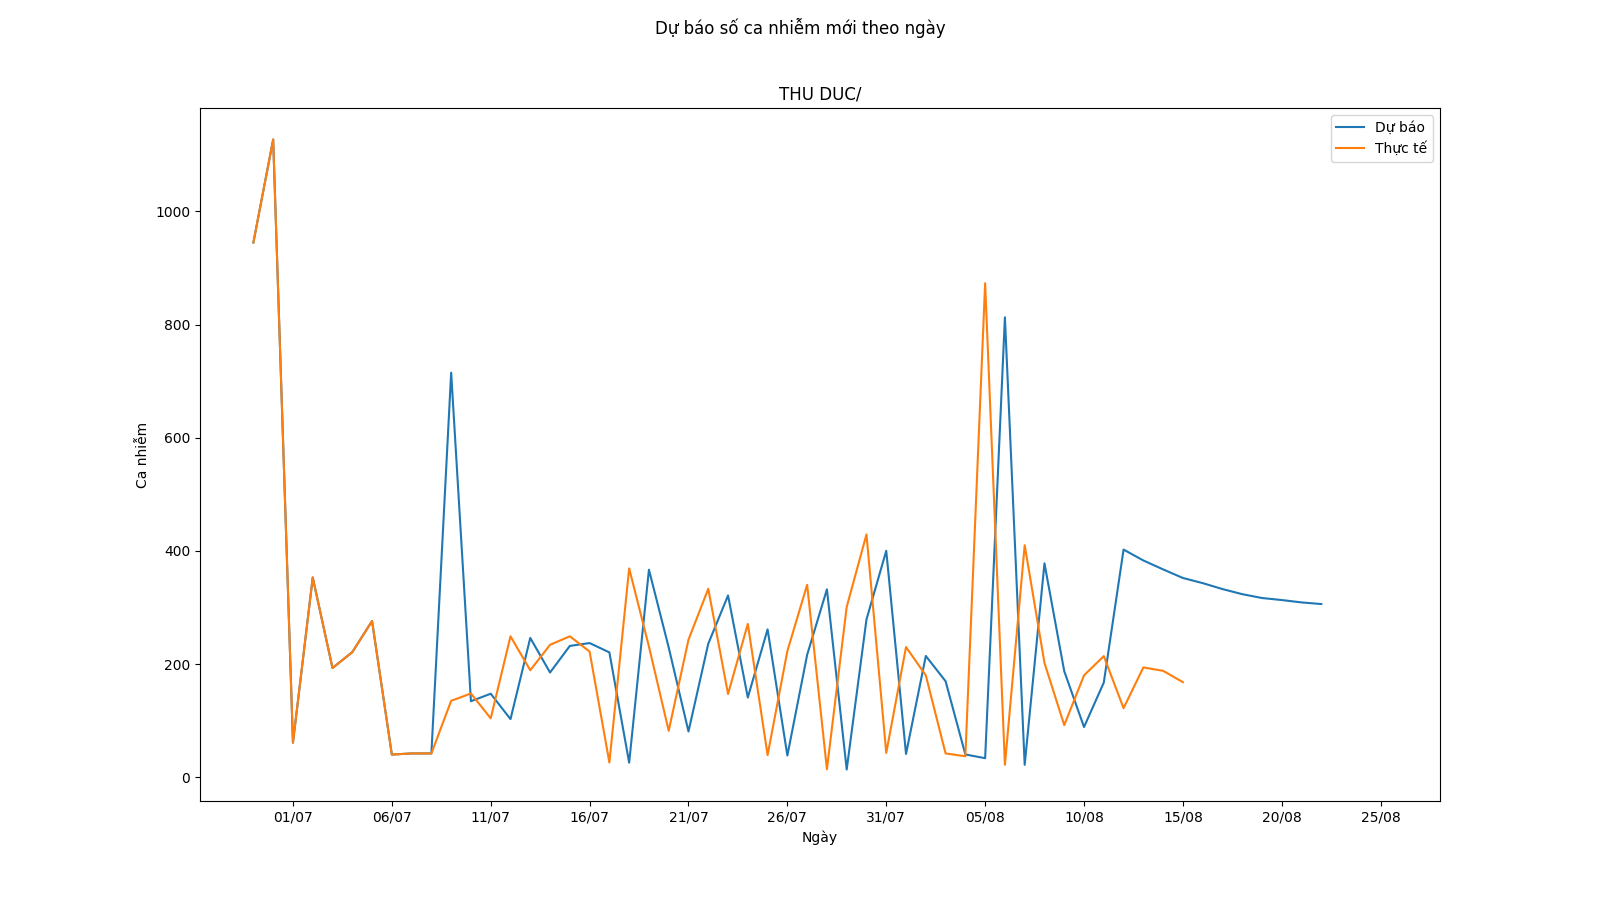 Dự báo số ca nhiễm mới theo ngày
THU DUC/
Dự báo
Thực tế
1000
800
600
400
200
0
Ca nhiễm
01/07 06/07 11/07 16/07 21/07 26/07 31/07 05/08 10/08 15/08 20/08 25/08
Ngày